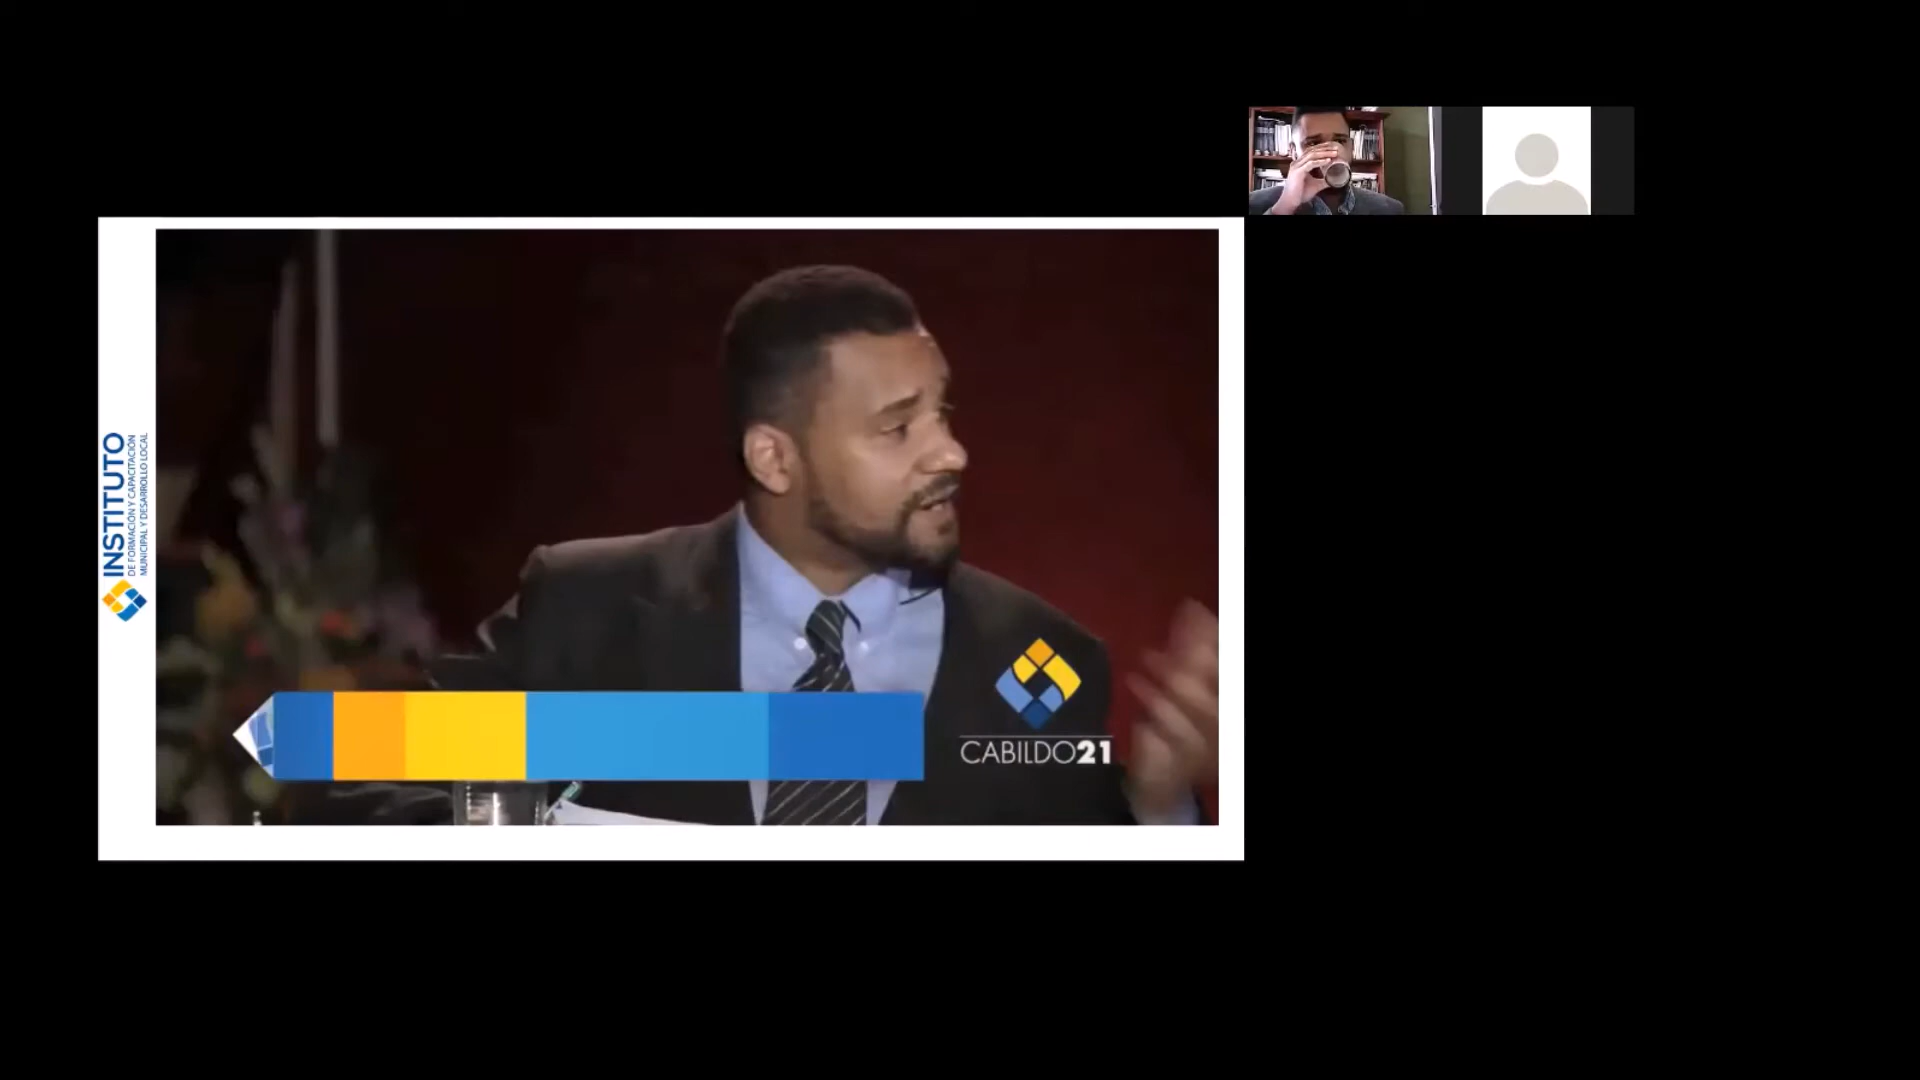 INSTITUTO
DE FORMACIÓN Y CAPACITACIÓN
MUNICIPAL Y DESARROLLO LOCAL
CABILDO21